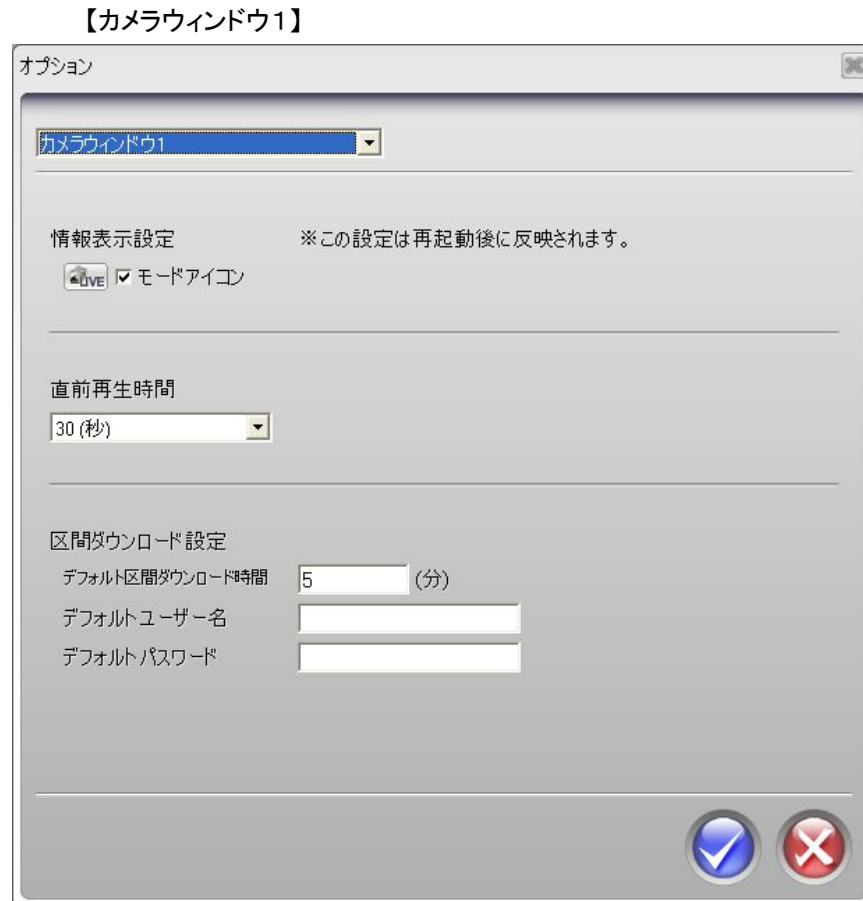 【カメラウィンドウ１】
オプション
カメラウィンドウ1
情報表示設定 ※この設定は再起動後に反映されます。
LIVE モードアイコン
直前再生時間
30 (秒)
区間ダウンロード設定
デフォルト区間ダウンロード時間 5 (分)
デフォルトユーザー名
デフォルトパスワード